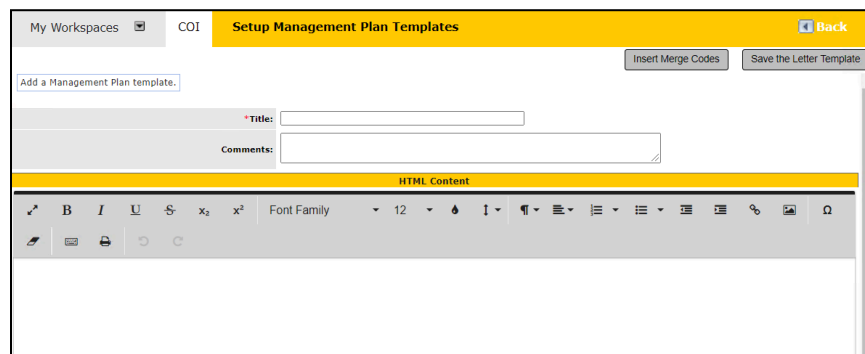 My Workspaces COI Setup Management Plan Templates Back
Insert Merge Codes Save the Letter Template
Add a Management Plan template.
*Title:
Comments:
HTML Content
B I U S x₂ x² Font Family 12 ¶ Ω